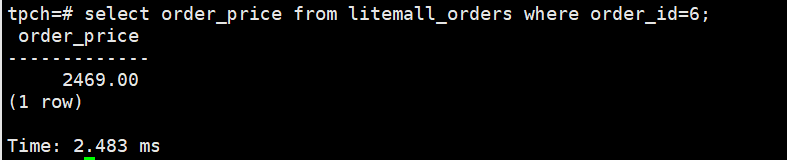 tpch=# select order_price from litemall_orders where order_id=6;
order_price
-------------
2469.00
(1 row)
Time: 2.483 ms